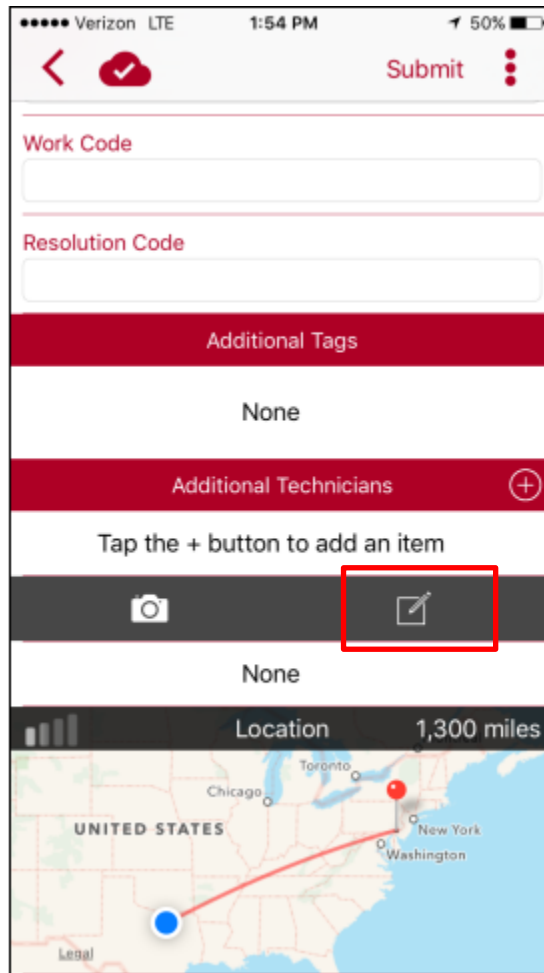 Verizon LTE 1:54 PM 50%
Submit
Work Code
Resolution Code
Additional Tags
None
Additional Technicians
Tap the + button to add an item
None
Location 1,300 miles
Toronto
Chicago
UNITED STATES
New York
Washington
Legal